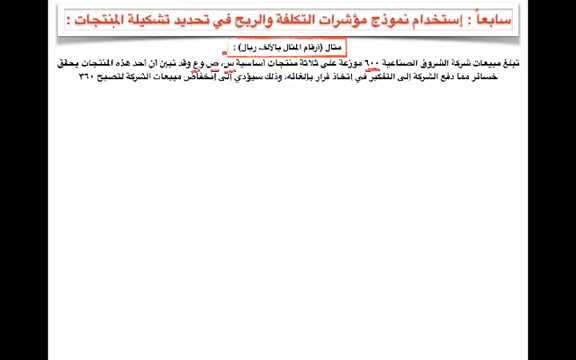 سابعاً : إستخدام نموذج مؤشرات التكلفة والربح في تحديد تشكيلة المنتجات :
مثال (أرقام المثال بالألف ريال) :
تبلغ مبيعات شركة الشروق الصناعية ٦٠٠ موزعة على ثلاثة منتجات أساسية س، ص وع وقد تبين أن أحد هذه المنتجات يحقق
خسائر مما دفع الشركة إلى التفكير في إتخاذ قرار بإلغائه، وذلك سيؤدي إلى إنخفاض مبيعات الشركة لتصبح ٣٦٠